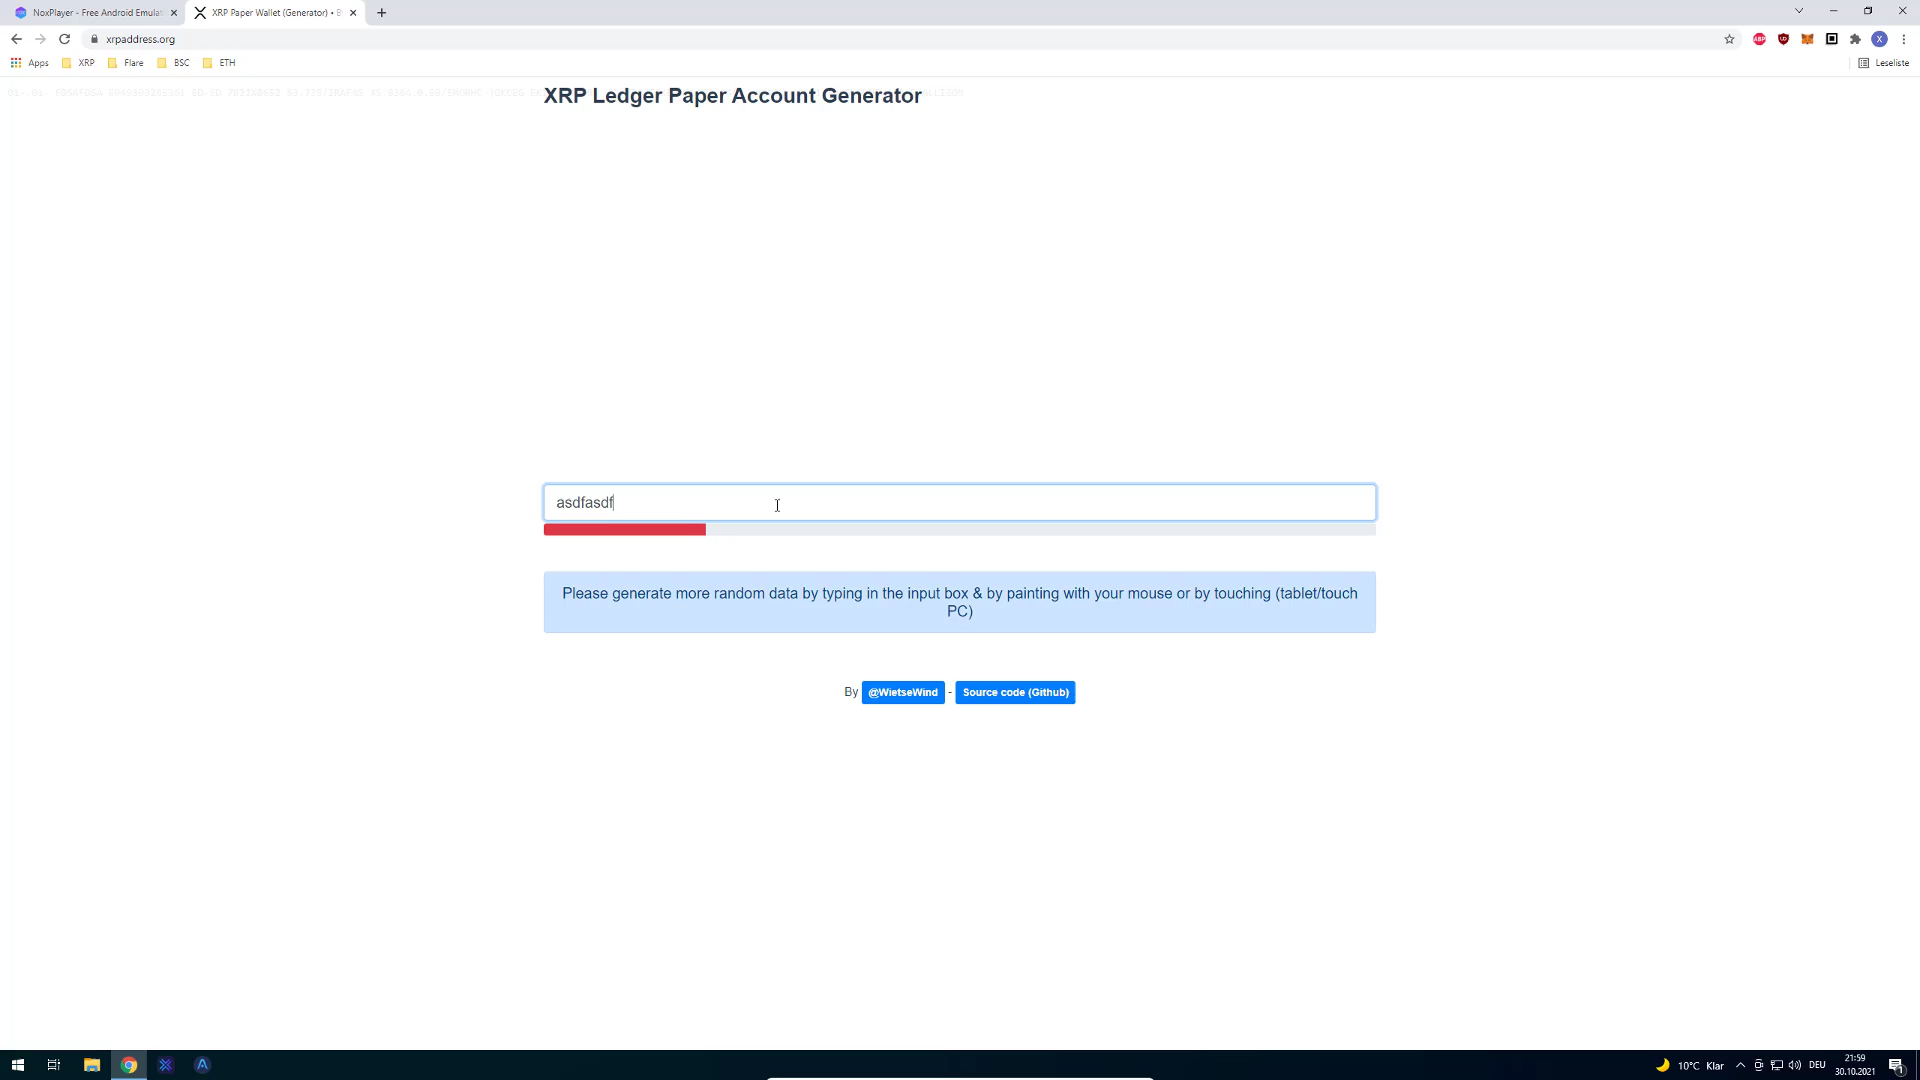 NoxPlayer - Free Android Emulat
XRP Paper Wallet (Generator) • B
xrpaddress.org
ABP
X
Apps
XRP
Flare
BSC
ETH
Leseliste
XRP Ledger Paper Account Generator
asdfasdf
Please generate more random data by typing in the input box & by painting with your mouse or by touching (tablet/touch
PC)
By @WietseWind - Source code (Github)
10°C Klar
DEU
21:59
30.10.2021
1